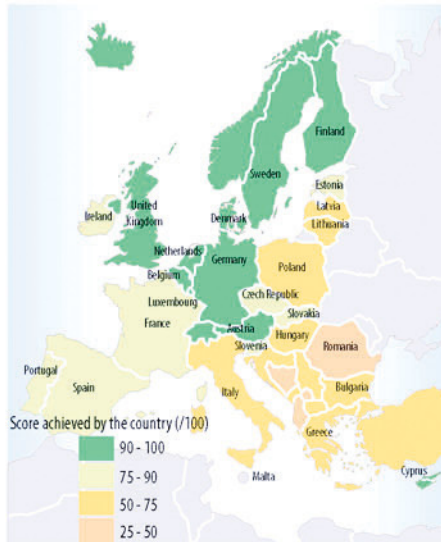 Finland
Sweden
Estonia
Latvia
Lithuania
Denmark
Ireland
United
Kingdom
Netherlands
Germany
Poland
Belgium
Czech Republic
Luxembourg
Slovakia
France
Austria
Hungary
Slovenia
Romania
Portugal
Spain
Italy
Bulgaria
Greece
Malta
Cyprus
Score achieved by the country (/100)
90 - 100
75 - 90
50 - 75
25 - 50